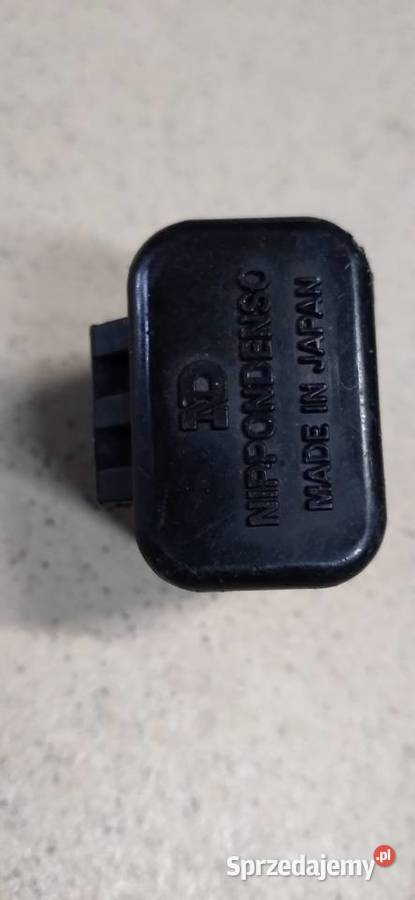 ND
NIPPONDENSO
MADE IN JAPAN
Sprzedajemy.pl